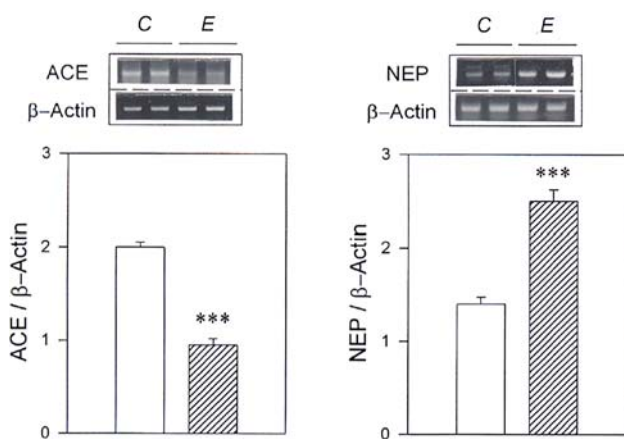 C E
ACE
β–Actin
3
2
1
0
ACE / β–Actin
***
C E
NEP
β–Actin
3
2
1
0
NEP / β–Actin
***